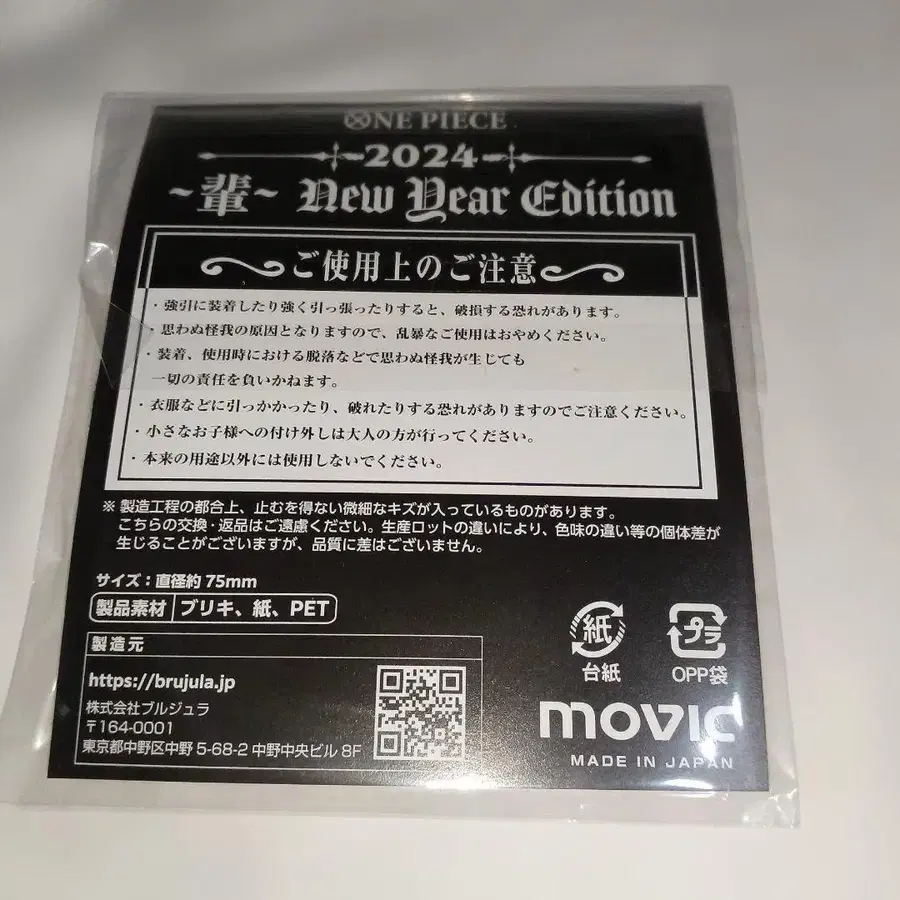 ONE PIECE
2024
~輩~ New Year Edition
ご使用上のご注意
・強引に装着したり強く引っ張ったりすると、破損する恐れがあります。
・思わぬ怪我の原因となりますので、乱暴なご使用はおやめください。
・装着、使用時における脱落などで思わぬ怪我が生じても
一切の責任を負いかねます。
・衣服などに引っかかったり、破れたりする恐れがありますのでご注意ください。
・小さなお子様への付け外しは大人の方が行ってください。
・本来の用途以外には使用しないでください。
※ 製造工程の都合上、止むを得ない微細なキズが入っているものがあります。
こちらの交換・返品はご遠慮ください。生産ロットの違いにより、色味の違い等の個体差が
生じることがございますが、品質に差はございません。
サイズ：直径約 75mm
製品素材 ブリキ、紙、PET
製造元
https://brujula.jp
株式会社ブルジュラ
〒164-0001
東京都中野区中野 5-68-2 中野中央ビル 8F
紙
台紙
プラ
OPP袋
movic
MADE IN JAPAN